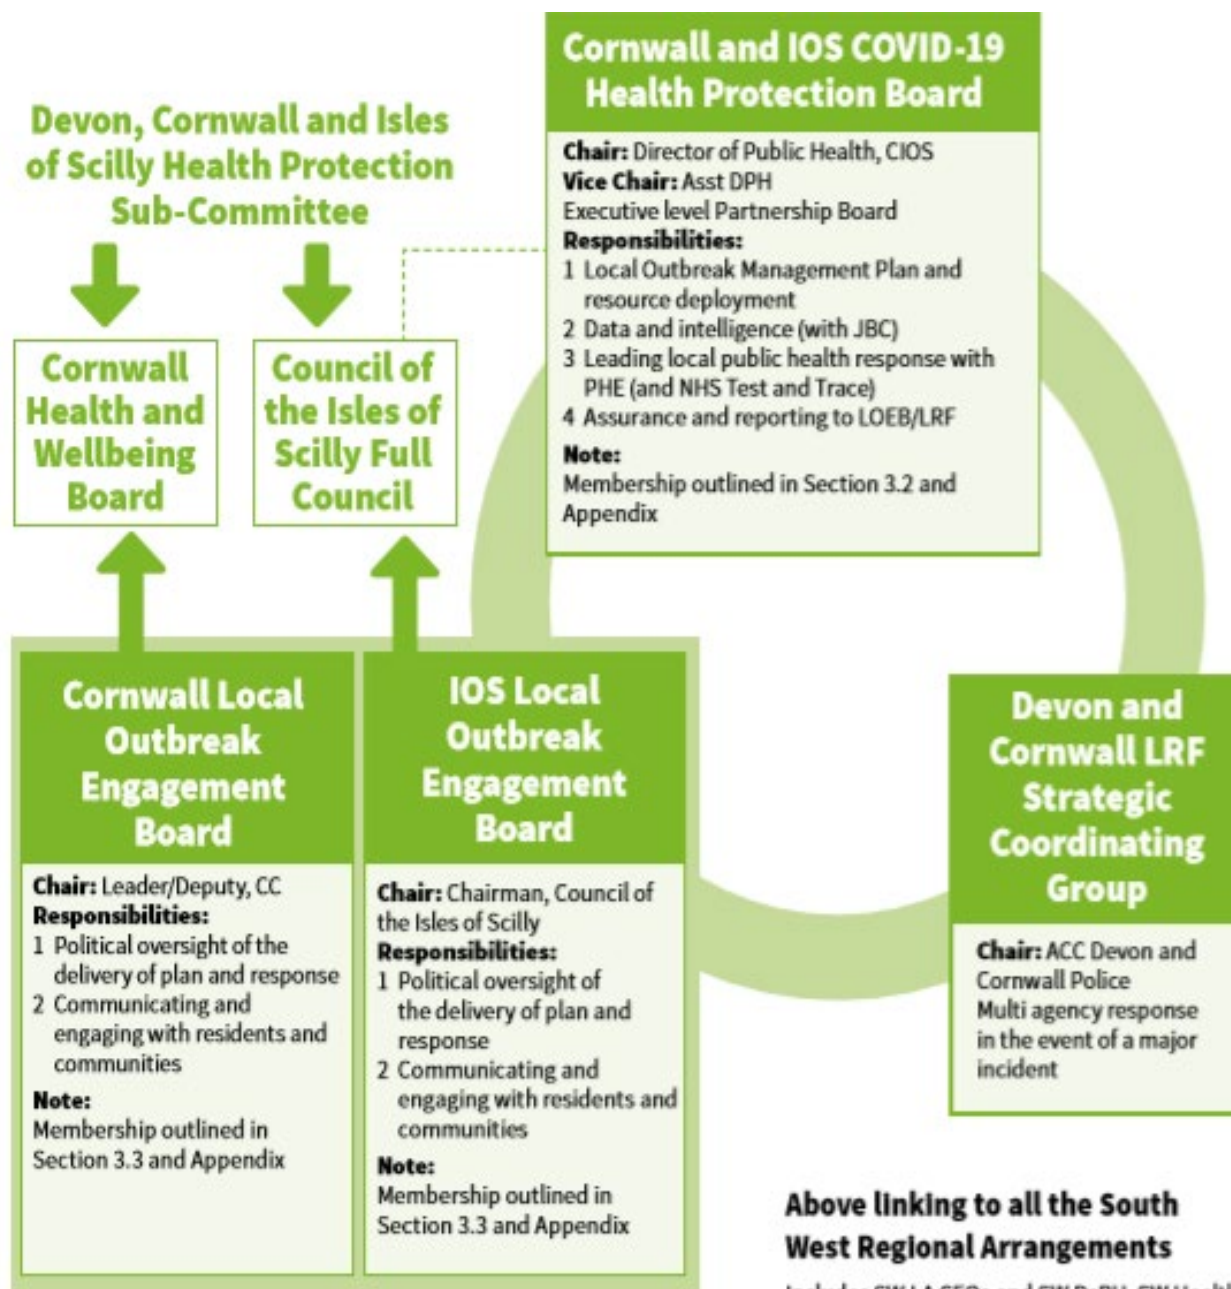 Cornwall and IOS COVID-19
Health Protection Board
Chair: Director of Public Health, CIOS
Vice Chair: Asst DPH
Executive level Partnership Board
Responsibilities:
1 Local Outbreak Management Plan and
resource deployment
2 Data and intelligence (with JBC)
3 Leading local public health response with
PHE (and NHS Test and Trace)
4 Assurance and reporting to LOEB/LRF
Note:
Membership outlined in Section 3.2 and
Appendix
Devon, Cornwall and Isles
of Scilly Health Protection
Sub-Committee
Cornwall
Health and
Wellbeing
Board
Council of
the Isles of
Scilly Full
Council
Cornwall Local
Outbreak
Engagement
Board
Chair: Leader/Deputy, CC
Responsibilities:
1 Political oversight of the
delivery of plan and response
2 Communicating and
engaging with residents and
communities
Note:
Membership outlined in
Section 3.3 and Appendix
IOS Local
Outbreak
Engagement
Board
Chair: Chairman, Council of
the Isles of Scilly
Responsibilities:
1 Political oversight of
the delivery of plan and
response
2 Communicating and
engaging with residents and
communities
Note:
Membership outlined in
Section 3.3 and Appendix
Devon and
Cornwall LRF
Strategic
Coordinating
Group
Chair: ACC Devon and
Cornwall Police
Multi agency response
in the event of a major
incident
Above linking to all the South
West Regional Arrangements